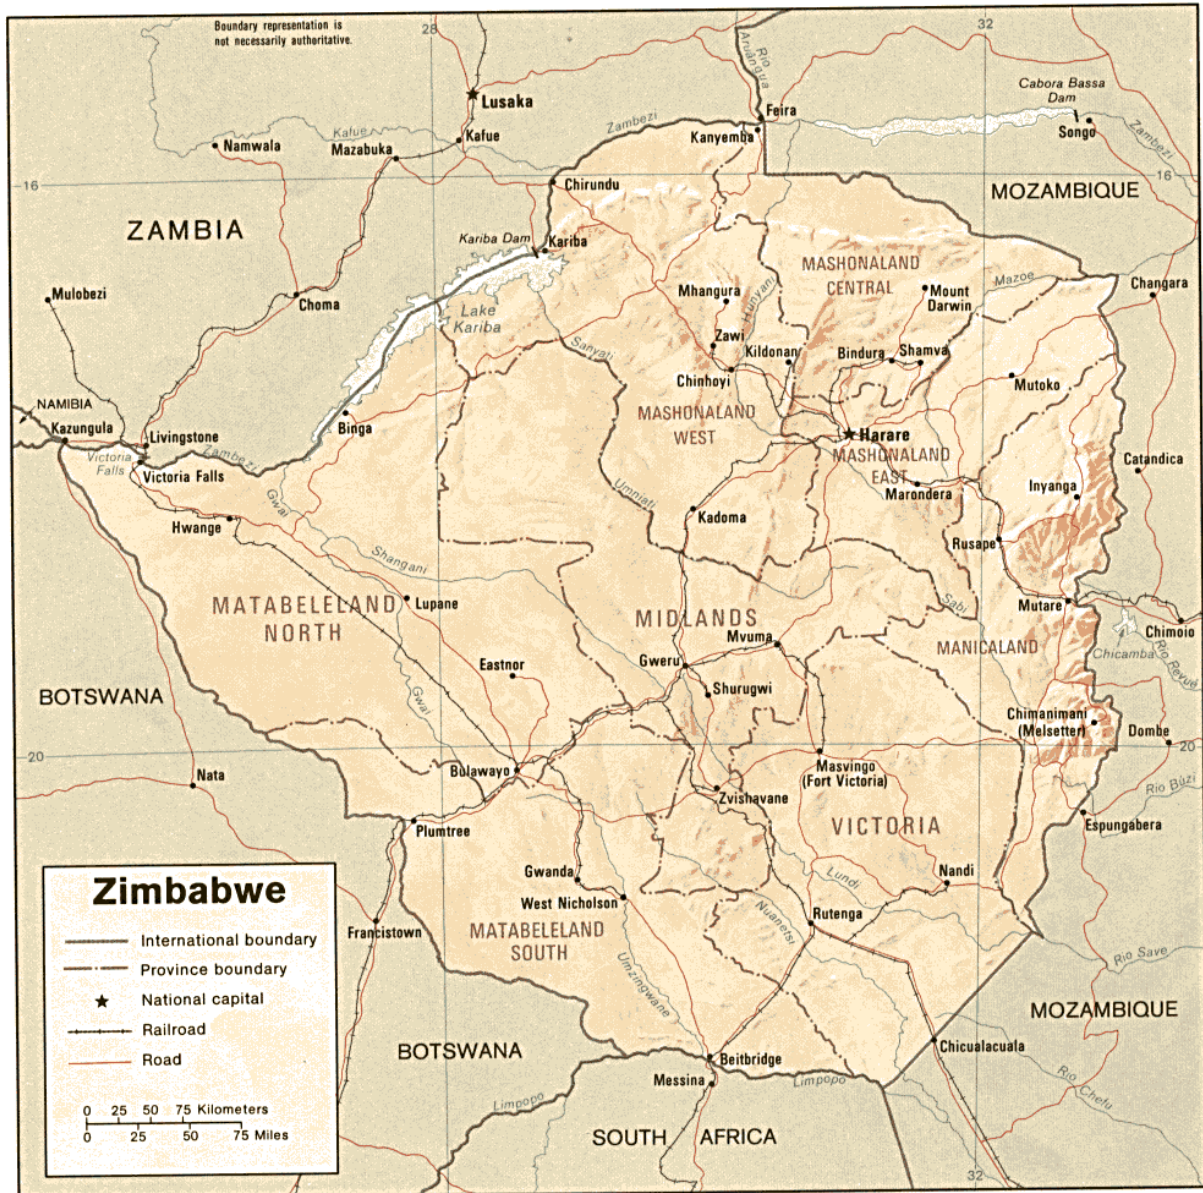 Boundary representation is
not necessarily authoritative.
28
32
Rio
Aruângua
Lusaka
Cabora Bassa
Dam
Feira
Kafue
Kafue
Zambezi
Kanyemba
Songo
Zambezi
Namwala
Mazabuka
16
Chirundu
16
MOZAMBIQUE
ZAMBIA
Kariba Dam
Kariba
MASHONALAND
CENTRAL
Mazoe
Changara
Mulobezi
Choma
Lake
Kariba
Mhangura
Hunyani
Mount
Darwin
Sanyati
Zawi
Kildonan
Bindura
Shamva
Chinhoyi
Mutoko
NAMIBIA
Kazungula
Livingstone
Binga
MASHONALAND
WEST
Harare
MASHONALAND
EAST
Victoria
Falls
Zambezi
Victoria Falls
Catandica
Marondera
Inyanga
Gwai
Umniati
Hwange
Kadoma
Rusape
Shangani
MATABELELAND
NORTH
Lupane
MIDLANDS
Sabi
Mutare
Chimoio
Mvuma
MANICALAND
Chicamba
Rio Revuè
Eastnor
Gweru
BOTSWANA
Gwai
Shurugwi
Chimanimani
(Melsetter)
Dombe
20
20
Nata
Bulawayo
Masvingo
(Fort Victoria)
Rio Bùzi
Zvishavane
Plumtree
VICTORIA
Espungabera
Zimbabwe
Gwanda
Lundi
Nandi
West Nicholson
Nuanetsi
Rutenga
Francistown
MATABELELAND
SOUTH
International boundary
Province boundary
National capital
Railroad
Road
0 25 50 75 Kilometers
0 25 50 75 Miles
Umzingwane
Rio Save
MOZAMBIQUE
BOTSWANA
Chicualacuala
Beitbridge
Messina
Limpopo
Limpopo
Rio Chefu
SOUTH AFRICA
32